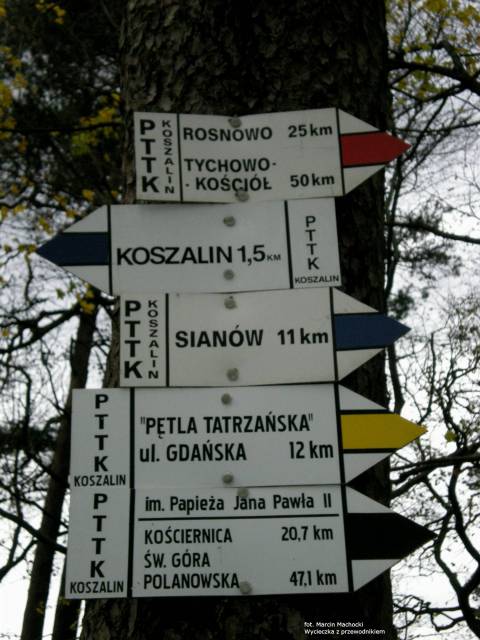 PTTK
KOSZALIN
ROSNOWO 25 km
TYCHOWO-
-KOŚCIÓŁ 50 km
KOSZALIN 1,5 KM
PTTK
KOSZALIN
PTTK
KOSZALIN
SIANÓW 11 km
PTTK
KOSZALIN
"PĘTLA TATRZAŃSKA"
ul. GDAŃSKA 12 km
PTTK
KOSZALIN
im. Papieża Jana Pawła II
KOŚCIERNICA 20,7 km
ŚW. GÓRA
POLANOWSKA 47,1 km
fot. Marcin Machocki
Wycieczka z przewodnikiem